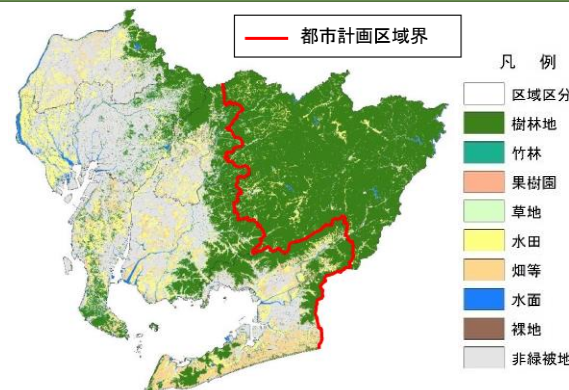 都市計画区域界
凡 例
区域区分
樹林地
竹林
果樹園
草地
水田
畑等
水面
裸地
非緑被地